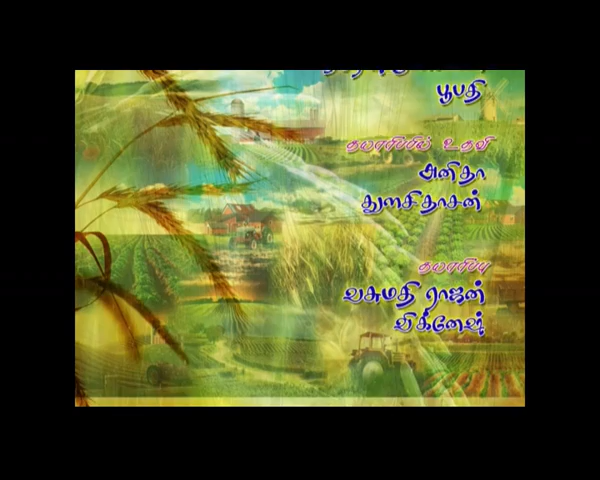 பூபதி
தயாரிப்பில் உதவி
அனிதா
துளசிதாசன்
தயாரிப்பு
வசுமதி ராஜன்
விக்னேஷ்